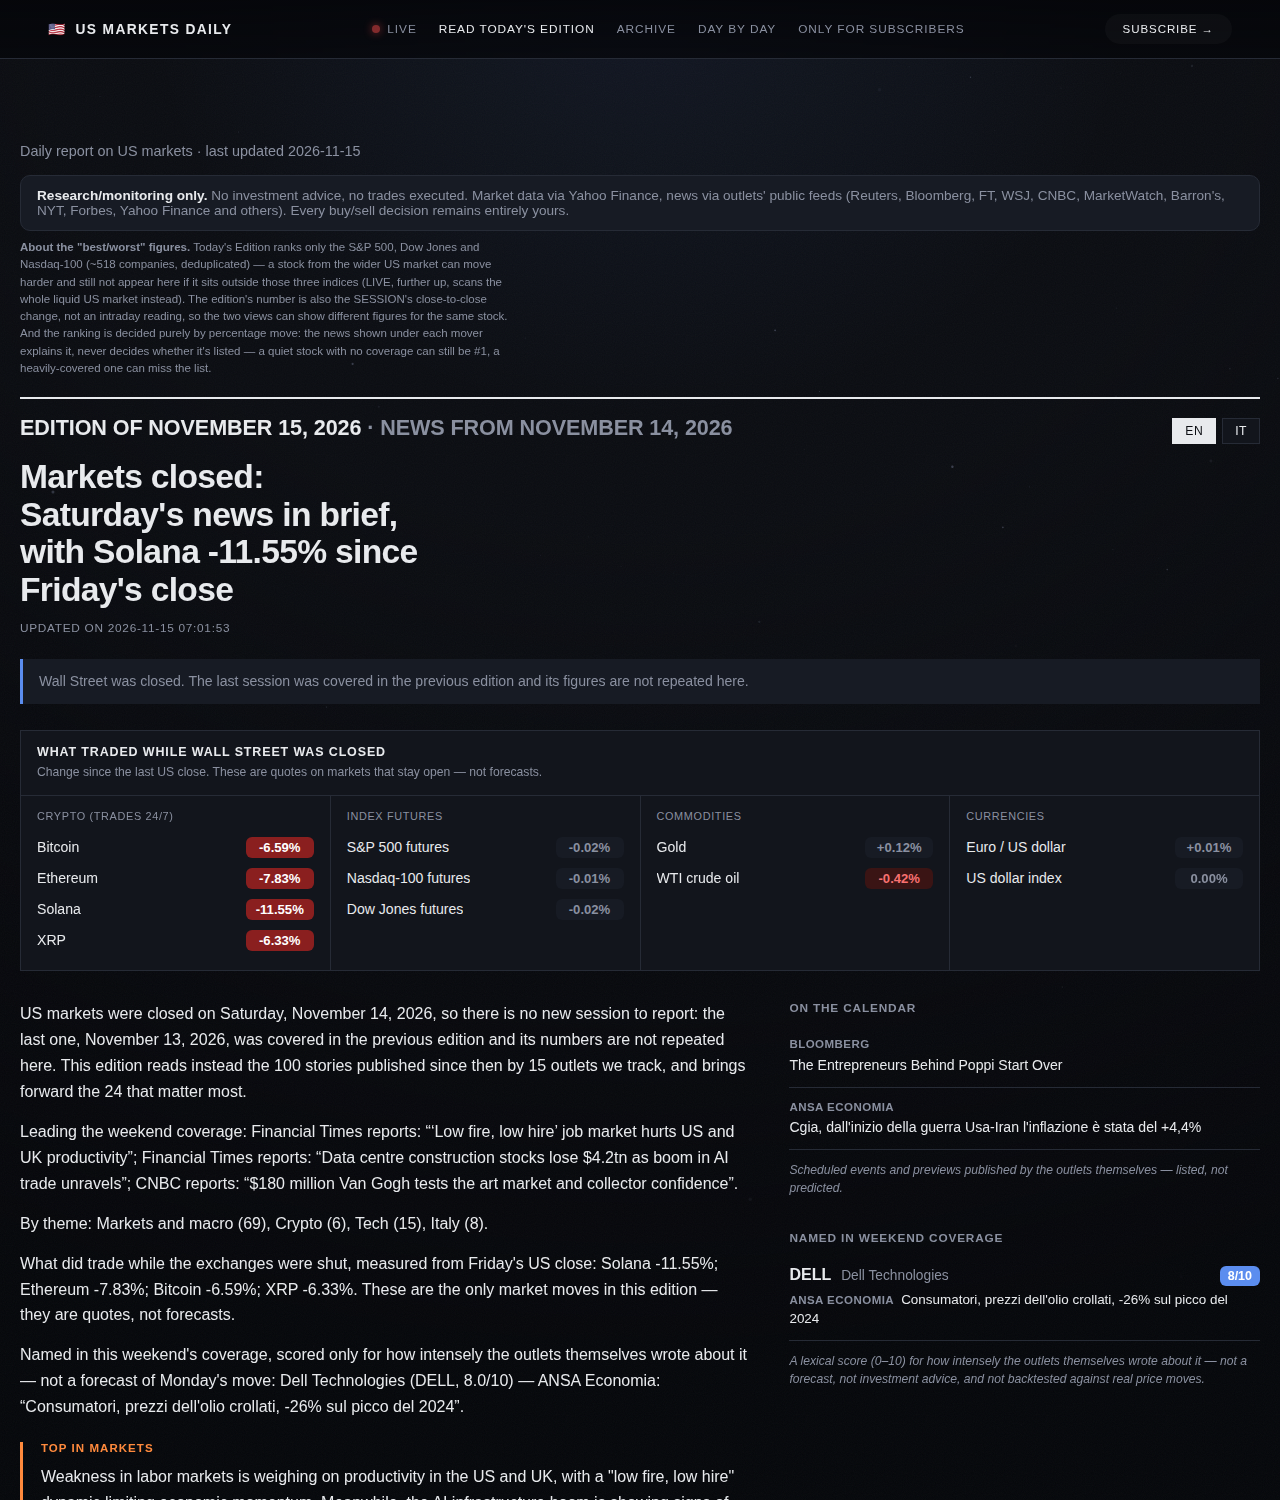 🇺🇸 US MARKETS DAILY
LIVE
READ TODAY'S EDITION
ARCHIVE
DAY BY DAY
ONLY FOR SUBSCRIBERS
SUBSCRIBE →
Daily report on US markets · last updated 2026-11-15
Research/monitoring only. No investment advice, no trades executed. Market data via Yahoo Finance, news via outlets' public feeds (Reuters, Bloomberg, FT, WSJ, CNBC, MarketWatch, Barron's,
NYT, Forbes, Yahoo Finance and others). Every buy/sell decision remains entirely yours.
About the "best/worst" figures. Today's Edition ranks only the S&P 500, Dow Jones and
Nasdaq-100 (~518 companies, deduplicated) — a stock from the wider US market can move
harder and still not appear here if it sits outside those three indices (LIVE, further up, scans the
whole liquid US market instead). The edition's number is also the SESSION's close-to-close
change, not an intraday reading, so the two views can show different figures for the same stock.
And the ranking is decided purely by percentage move: the news shown under each mover
explains it, never decides whether it's listed — a quiet stock with no coverage can still be #1, a
heavily-covered one can miss the list.
EDITION OF NOVEMBER 15, 2026 · NEWS FROM NOVEMBER 14, 2026
EN
IT
Markets closed:
Saturday's news in brief,
with Solana -11.55% since
Friday's close
UPDATED ON 2026-11-15 07:01:53
Wall Street was closed. The last session was covered in the previous edition and its figures are not repeated here.
WHAT TRADED WHILE WALL STREET WAS CLOSED
Change since the last US close. These are quotes on markets that stay open — not forecasts.
CRYPTO (TRADES 24/7)
Bitcoin -6.59%
Ethereum -7.83%
Solana -11.55%
XRP -6.33%
INDEX FUTURES
S&P 500 futures -0.02%
Nasdaq-100 futures -0.01%
Dow Jones futures -0.02%
COMMODITIES
Gold +0.12%
WTI crude oil -0.42%
CURRENCIES
Euro / US dollar +0.01%
US dollar index 0.00%
US markets were closed on Saturday, November 14, 2026, so there is no new session to report: the
last one, November 13, 2026, was covered in the previous edition and its numbers are not repeated
here. This edition reads instead the 100 stories published since then by 15 outlets we track, and brings
forward the 24 that matter most.
Leading the weekend coverage: Financial Times reports: “‘Low fire, low hire’ job market hurts US and
UK productivity”; Financial Times reports: “Data centre construction stocks lose $4.2tn as boom in AI
trade unravels”; CNBC reports: “$180 million Van Gogh tests the art market and collector confidence”.
By theme: Markets and macro (69), Crypto (6), Tech (15), Italy (8).
What did trade while the exchanges were shut, measured from Friday's US close: Solana -11.55%;
Ethereum -7.83%; Bitcoin -6.59%; XRP -6.33%. These are the only market moves in this edition —
they are quotes, not forecasts.
Named in this weekend's coverage, scored only for how intensely the outlets themselves wrote about it
— not a forecast of Monday's move: Dell Technologies (DELL, 8.0/10) — ANSA Economia:
“Consumatori, prezzi dell'olio crollati, -26% sul picco del 2024”.
TOP IN MARKETS
Weakness in labor markets is weighing on productivity in the US and UK, with a "low fire, low hire"
dynamic limiting economic momentum. Meanwhile, the AI infrastructure boom is showing signs of
ON THE CALENDAR
BLOOMBERG
The Entrepreneurs Behind Poppi Start Over
ANSA ECONOMIA
Cgia, dall'inizio della guerra Usa-Iran l'inflazione è stata del +4,4%
Scheduled events and previews published by the outlets themselves — listed, not
predicted.
NAMED IN WEEKEND COVERAGE
DELL Dell Technologies 8/10
ANSA ECONOMIA Consumatori, prezzi dell'olio crollati, -26% sul picco del
2024
A lexical score (0–10) for how intensely the outlets themselves wrote about it — not a
forecast, not investment advice, and not backtested against real price moves.